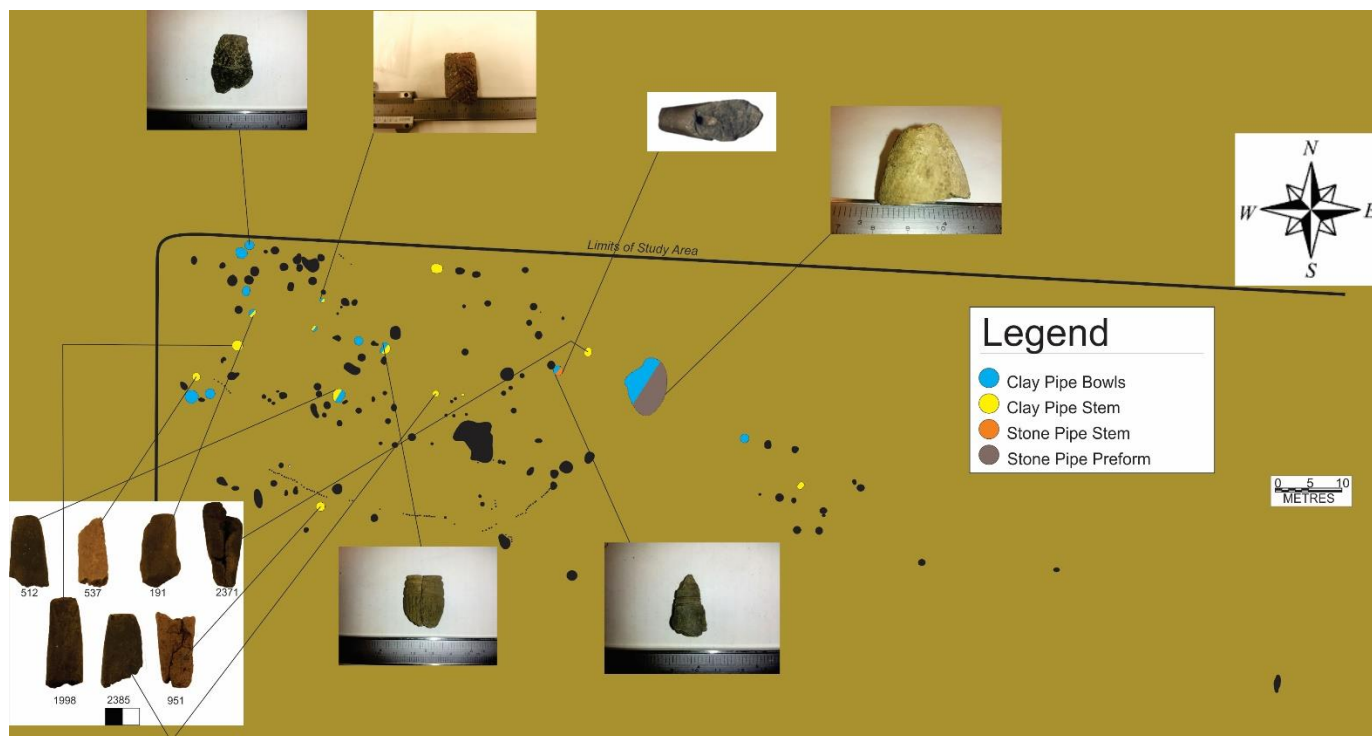 Limits of Study Area
N
W E
S
Legend
Clay Pipe Bowls
Clay Pipe Stem
Stone Pipe Stem
Stone Pipe Preform
0 5 10
METRES
512 537 191 2371
1998 2385 951